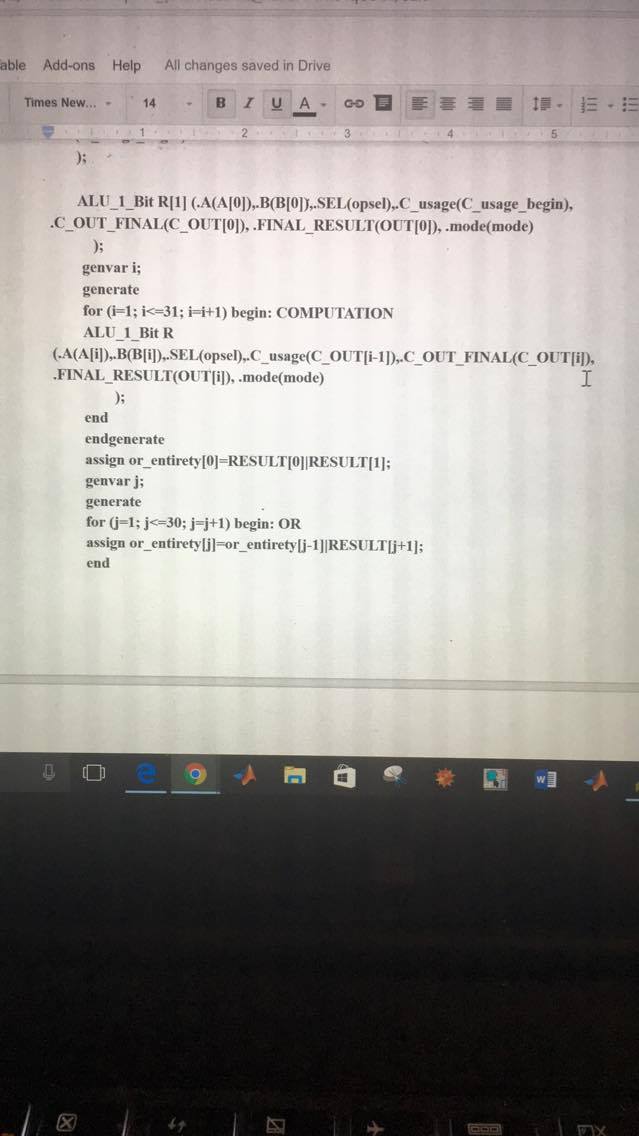 able Add-ons Help All changes saved in Drive
Times New... 14 B I U A
1 2 3 4 5
);
ALU_1_Bit R[1] (.A(A[0]),.B(B[0]),.SEL(opsel),.C_usage(C_usage_begin),
.C_OUT_FINAL(C_OUT[0]), .FINAL_RESULT(OUT[0]), .mode(mode)
);
genvar i;
generate
for (i=1; i<=31; i=i+1) begin: COMPUTATION
ALU_1_Bit R
(.A(A[i]),.B(B[i]),.SEL(opsel),.C_usage(C_OUT[i-1]),.C_OUT_FINAL(C_OUT[i]),
.FINAL_RESULT(OUT[i]), .mode(mode)
);
end
endgenerate
assign or_entirety[0]=RESULT[0]|RESULT[1];
genvar j;
generate
for (j=1; j<=30; j=j+1) begin: OR
assign or_entirety[j]=or_entirety[j-1]|RESULT[j+1];
end